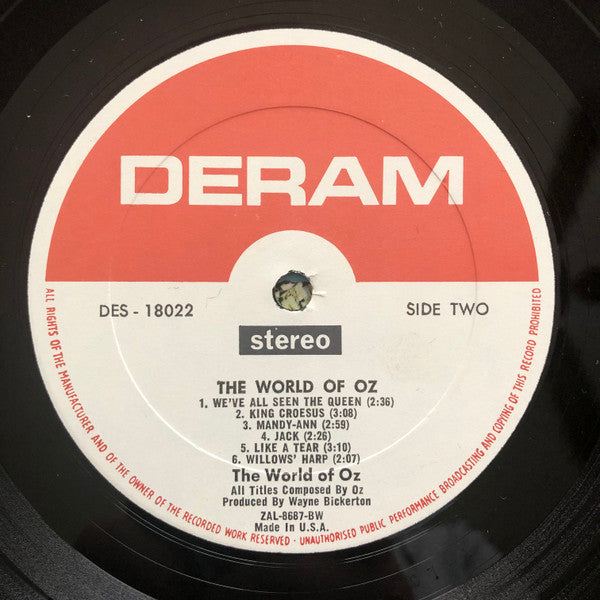 DERAM
DES - 18022
SIDE TWO
stereo
THE WORLD OF OZ
1. WE'VE ALL SEEN THE QUEEN (2:36)
2. KING CROESUS (3:08)
3. MANDY-ANN (2:59)
4. JACK (2:26)
5. LIKE A TEAR (3:10)
6. WILLOWS' HARP (2:07)
The World of Oz
All Titles Composed By Oz
Produced By Wayne Bickerton
ZAL-8687-BW
Made In U.S.A.
ALL RIGHTS OF THE MANUFACTURER AND OF THE OWNER OF THE RECORDED WORK RESERVED · UNAUTHORISED PUBLIC PERFORMANCE BROADCASTING AND COPYING OF THIS RECORD PROHIBITED